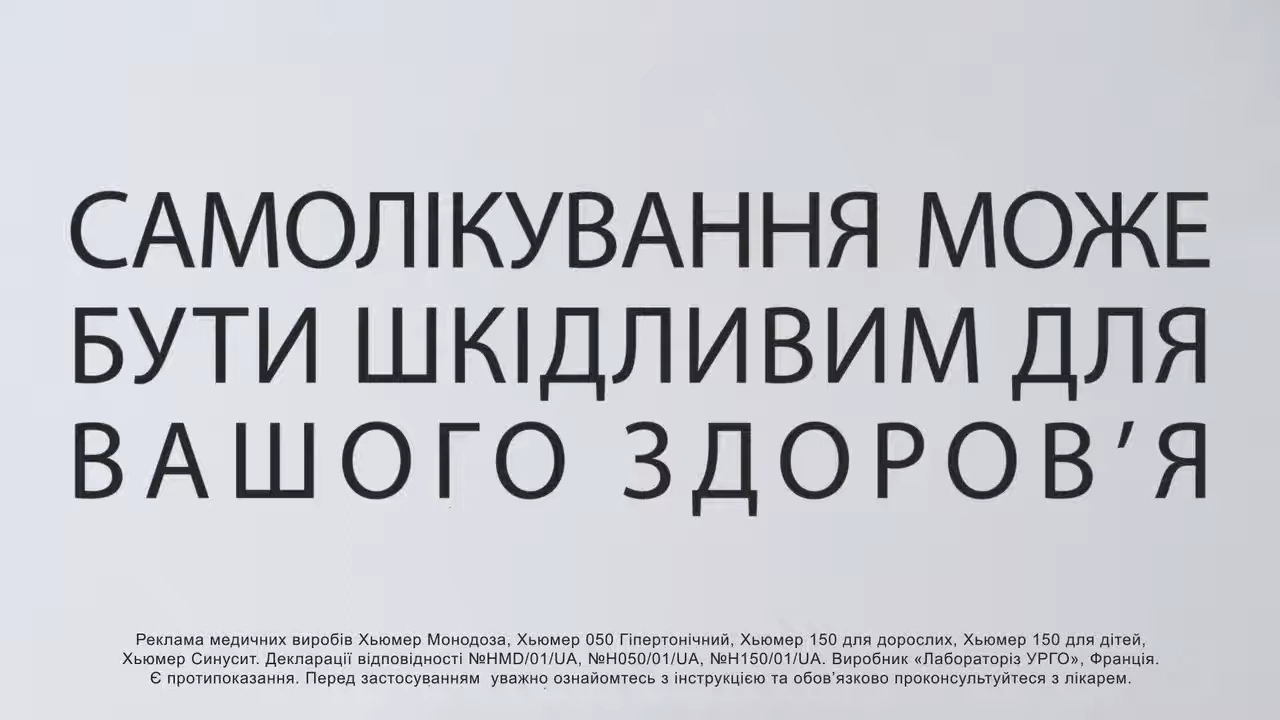 САМОЛІКУВАННЯ МОЖЕ
БУТИ ШКІДЛИВИМ ДЛЯ
ВАШОГО ЗДОРОВ’Я
Реклама медичних виробів Хьюмер Монодоза, Хьюмер 050 Гіпертонічний, Хьюмер 150 для дорослих, Хьюмер 150 для дітей,
Хьюмер Синусит. Декларації відповідності №HMD/01/UA, №H050/01/UA, №H150/01/UA. Виробник «Лабораторіз УРГО», Франція.
Є протипоказання. Перед застосуванням уважно ознайомтесь з інструкцією та обов’язково проконсультуйтеся з лікарем.